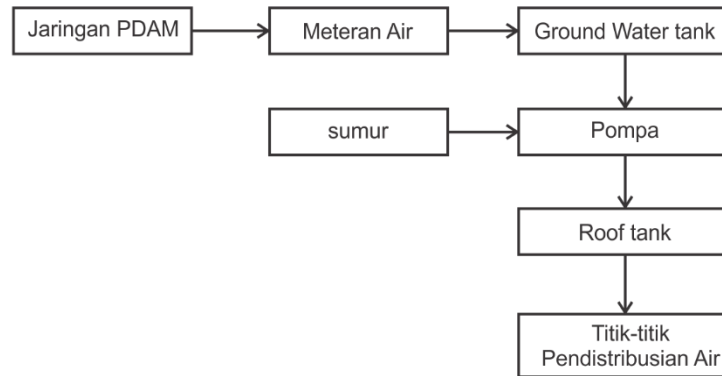 Jaringan PDAM
Meteran Air
Ground Water tank
sumur
Pompa
Roof tank
Titik-titik
Pendistribusian Air